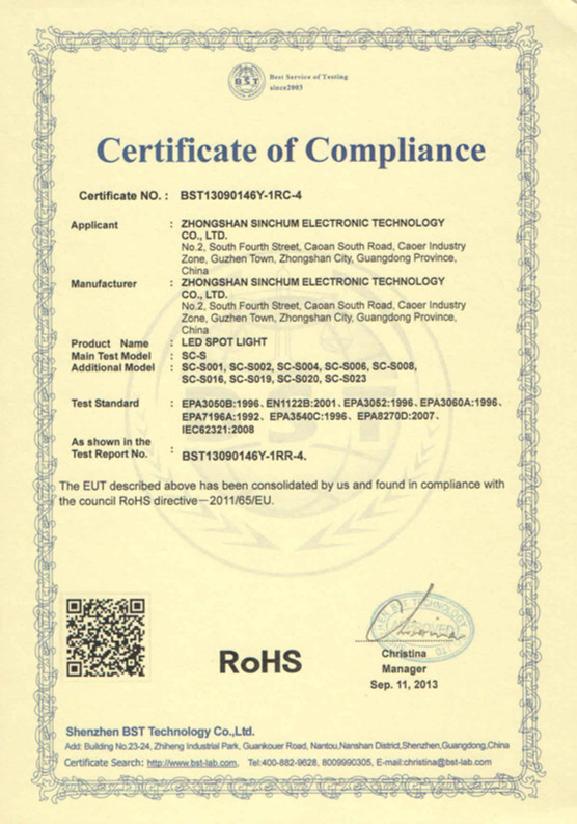 BST
Best Service of Testing
since2003
Certificate of Compliance
Certificate NO. : BST13090146Y-1RC-4
Applicant : ZHONGSHAN SINCHUM ELECTRONIC TECHNOLOGY
CO., LTD.
No.2, South Fourth Street, Caoan South Road, Caoer Industry
Zone, Guzhen Town, Zhongshan City, Guangdong Province,
China
Manufacturer : ZHONGSHAN SINCHUM ELECTRONIC TECHNOLOGY
CO., LTD.
No.2, South Fourth Street, Caoan South Road, Caoer Industry
Zone, Guzhen Town, Zhongshan City, Guangdong Province,
China
Product Name : LED SPOT LIGHT
Main Test Model : SC-S
Additional Model : SC-S001, SC-S002, SC-S004, SC-S006, SC-S008,
SC-S016, SC-S019, SC-S020, SC-S023
Test Standard : EPA3050B:1996、EN1122B:2001、EPA3052:1996、EPA3060A:1996、
EPA7196A:1992、EPA3540C:1996、EPA8270D:2007、
IEC62321:2008
As shown in the
Test Report No. : BST13090146Y-1RR-4.
The EUT described above has been consolidated by us and found in compliance with
the council RoHS directive—2011/65/EU.
RoHS
APPROVED
Christina
Manager
Sep. 11, 2013
Shenzhen BST Technology Co.,Ltd.
Add: Building No.23-24, Zhiheng Industrial Park, Guankouer Road, Nantou,Nanshan District,Shenzhen,Guangdong,China
Certificate Search: http://www.bst-lab.com, Tel:400-882-9628, 8009990305, E-mail:christina@bst-lab.com